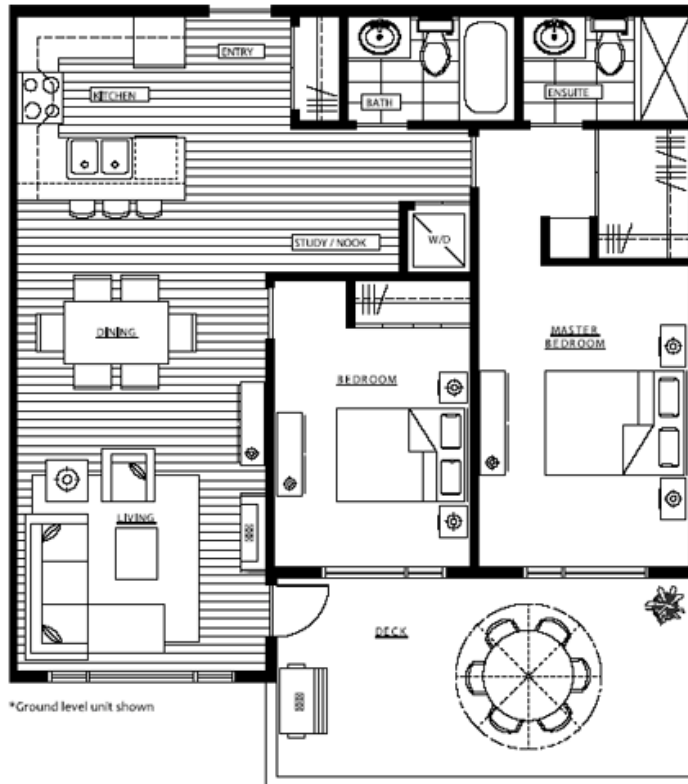 ENTRY
KITCHEN
BATH
ENSUITE
STUDY / NOOK
W/D
DINING
MASTER
BEDROOM
BEDROOM
LIVING
DECK
*Ground level unit shown